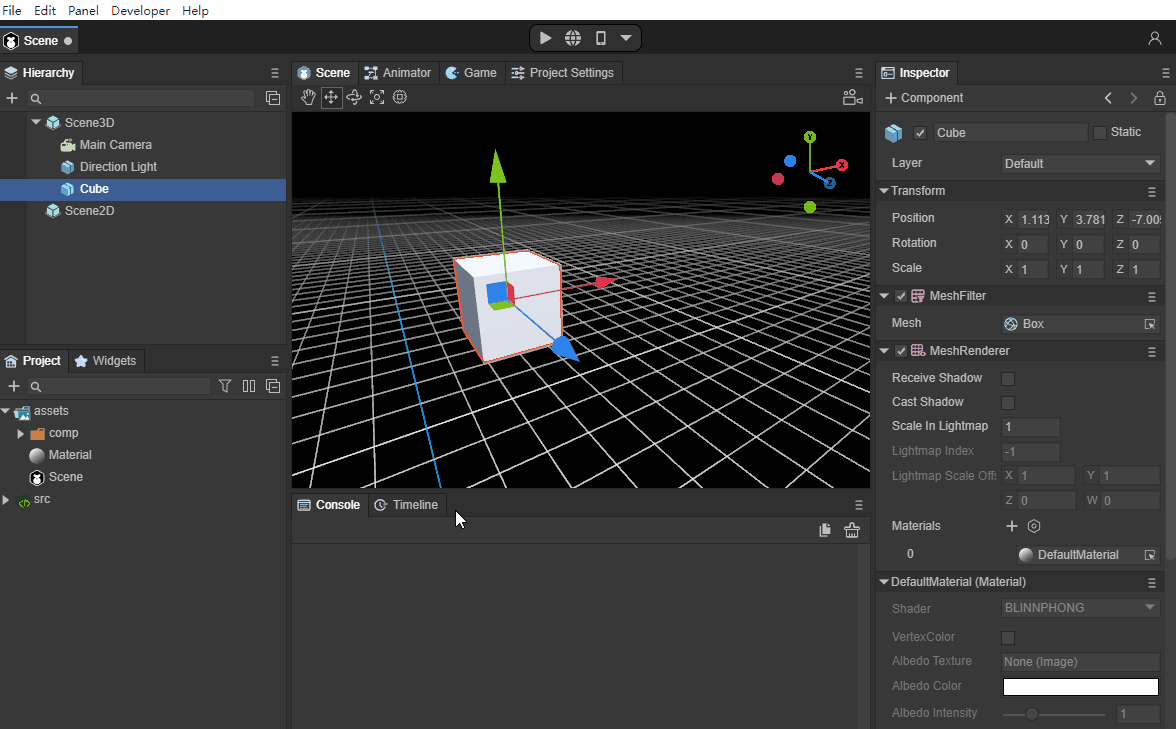 File Edit Panel Developer Help
Scene
Hierarchy
Scene3D
Main Camera
Direction Light
Cube
Scene2D
Project Widgets
assets
comp
Material
Scene
src
Scene Animator Game Project Settings
Y
X
Z
Console Timeline
Inspector
Component
Cube Static
Layer Default
Transform
Position X 1.113 Y 3.781 Z -7.00
Rotation X 0 Y 0 Z 0
Scale X 1 Y 1 Z 1
MeshFilter
Mesh Box
MeshRenderer
Receive Shadow
Cast Shadow
Scale In Lightmap 1
Lightmap Index -1
Lightmap Scale Off X 1 Y 1
Z 0 W 0
Materials
0 DefaultMaterial
DefaultMaterial (Material)
Shader BLINNPHONG
VertexColor
Albedo Texture None (Image)
Albedo Color
Albedo Intensity 1